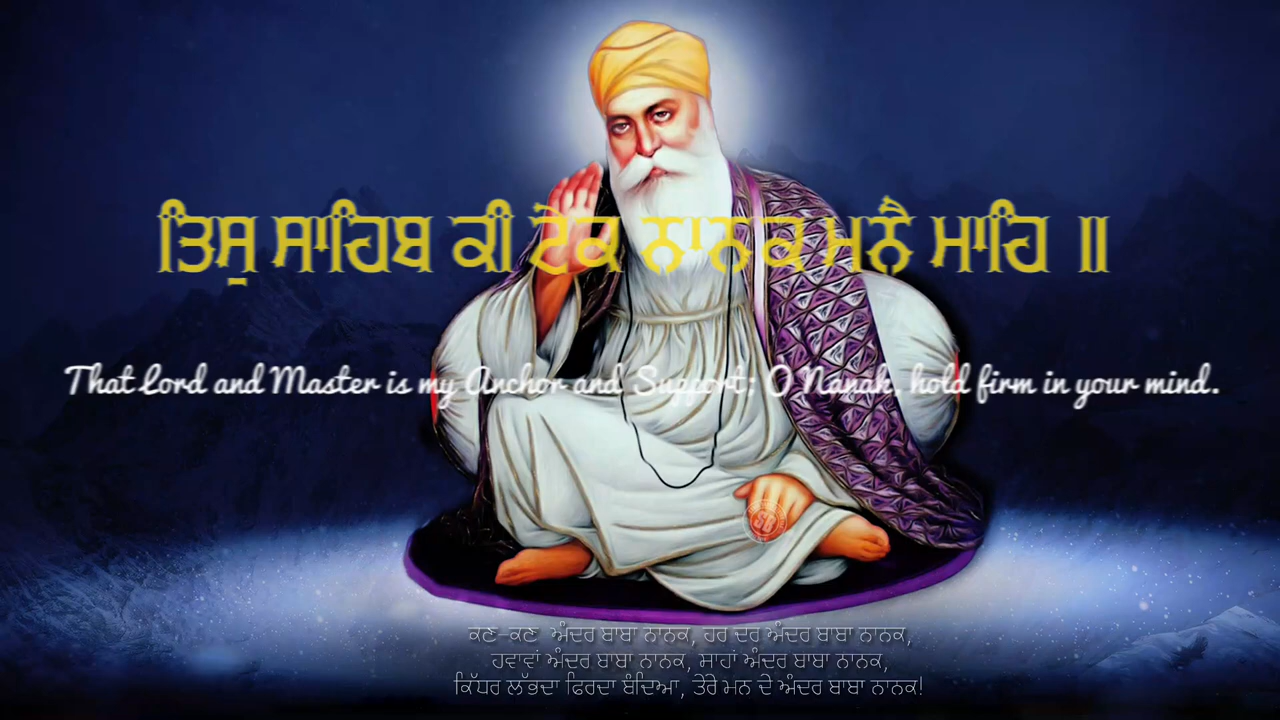 ਤਿਸੁ ਸਾਹਿਬ ਕੀ ਟੇਕ ਨਾਨਕ ਮਨੈ ਮਾਹਿ ॥
That Lord and Master is my Anchor and Support; O Nanak, hold firm in your mind.
ਕਣ-ਕਣ ਅੰਦਰ ਬਾਬਾ ਨਾਨਕ, ਹਰ ਦਰ ਅੰਦਰ ਬਾਬਾ ਨਾਨਕ,
ਹਵਾਵਾਂ ਅੰਦਰ ਬਾਬਾ ਨਾਨਕ, ਸਾਹਾਂ ਅੰਦਰ ਬਾਬਾ ਨਾਨਕ,
ਕਿੱਧਰ ਲੱਭਦਾ ਫਿਰਦਾ ਬੰਦਿਆ, ਤੇਰੇ ਮਨ ਦੇ ਅੰਦਰ ਬਾਬਾ ਨਾਨਕ!